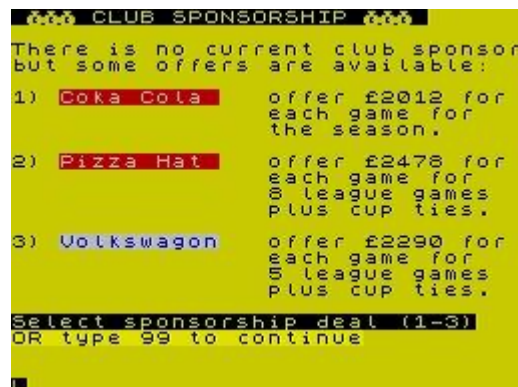 CLUB SPONSORSHIP
There is no current club sponsor
but some offers are available:
1) Coka Cola offer £2012 for
each game for
the season.
2) Pizza Hat offer £2478 for
each game for
8 league games
plus cup ties.
3) Volkswagon offer £2290 for
each game for
5 league games
plus cup ties.
Select sponsorship deal (1-3)
OR type 99 to continue